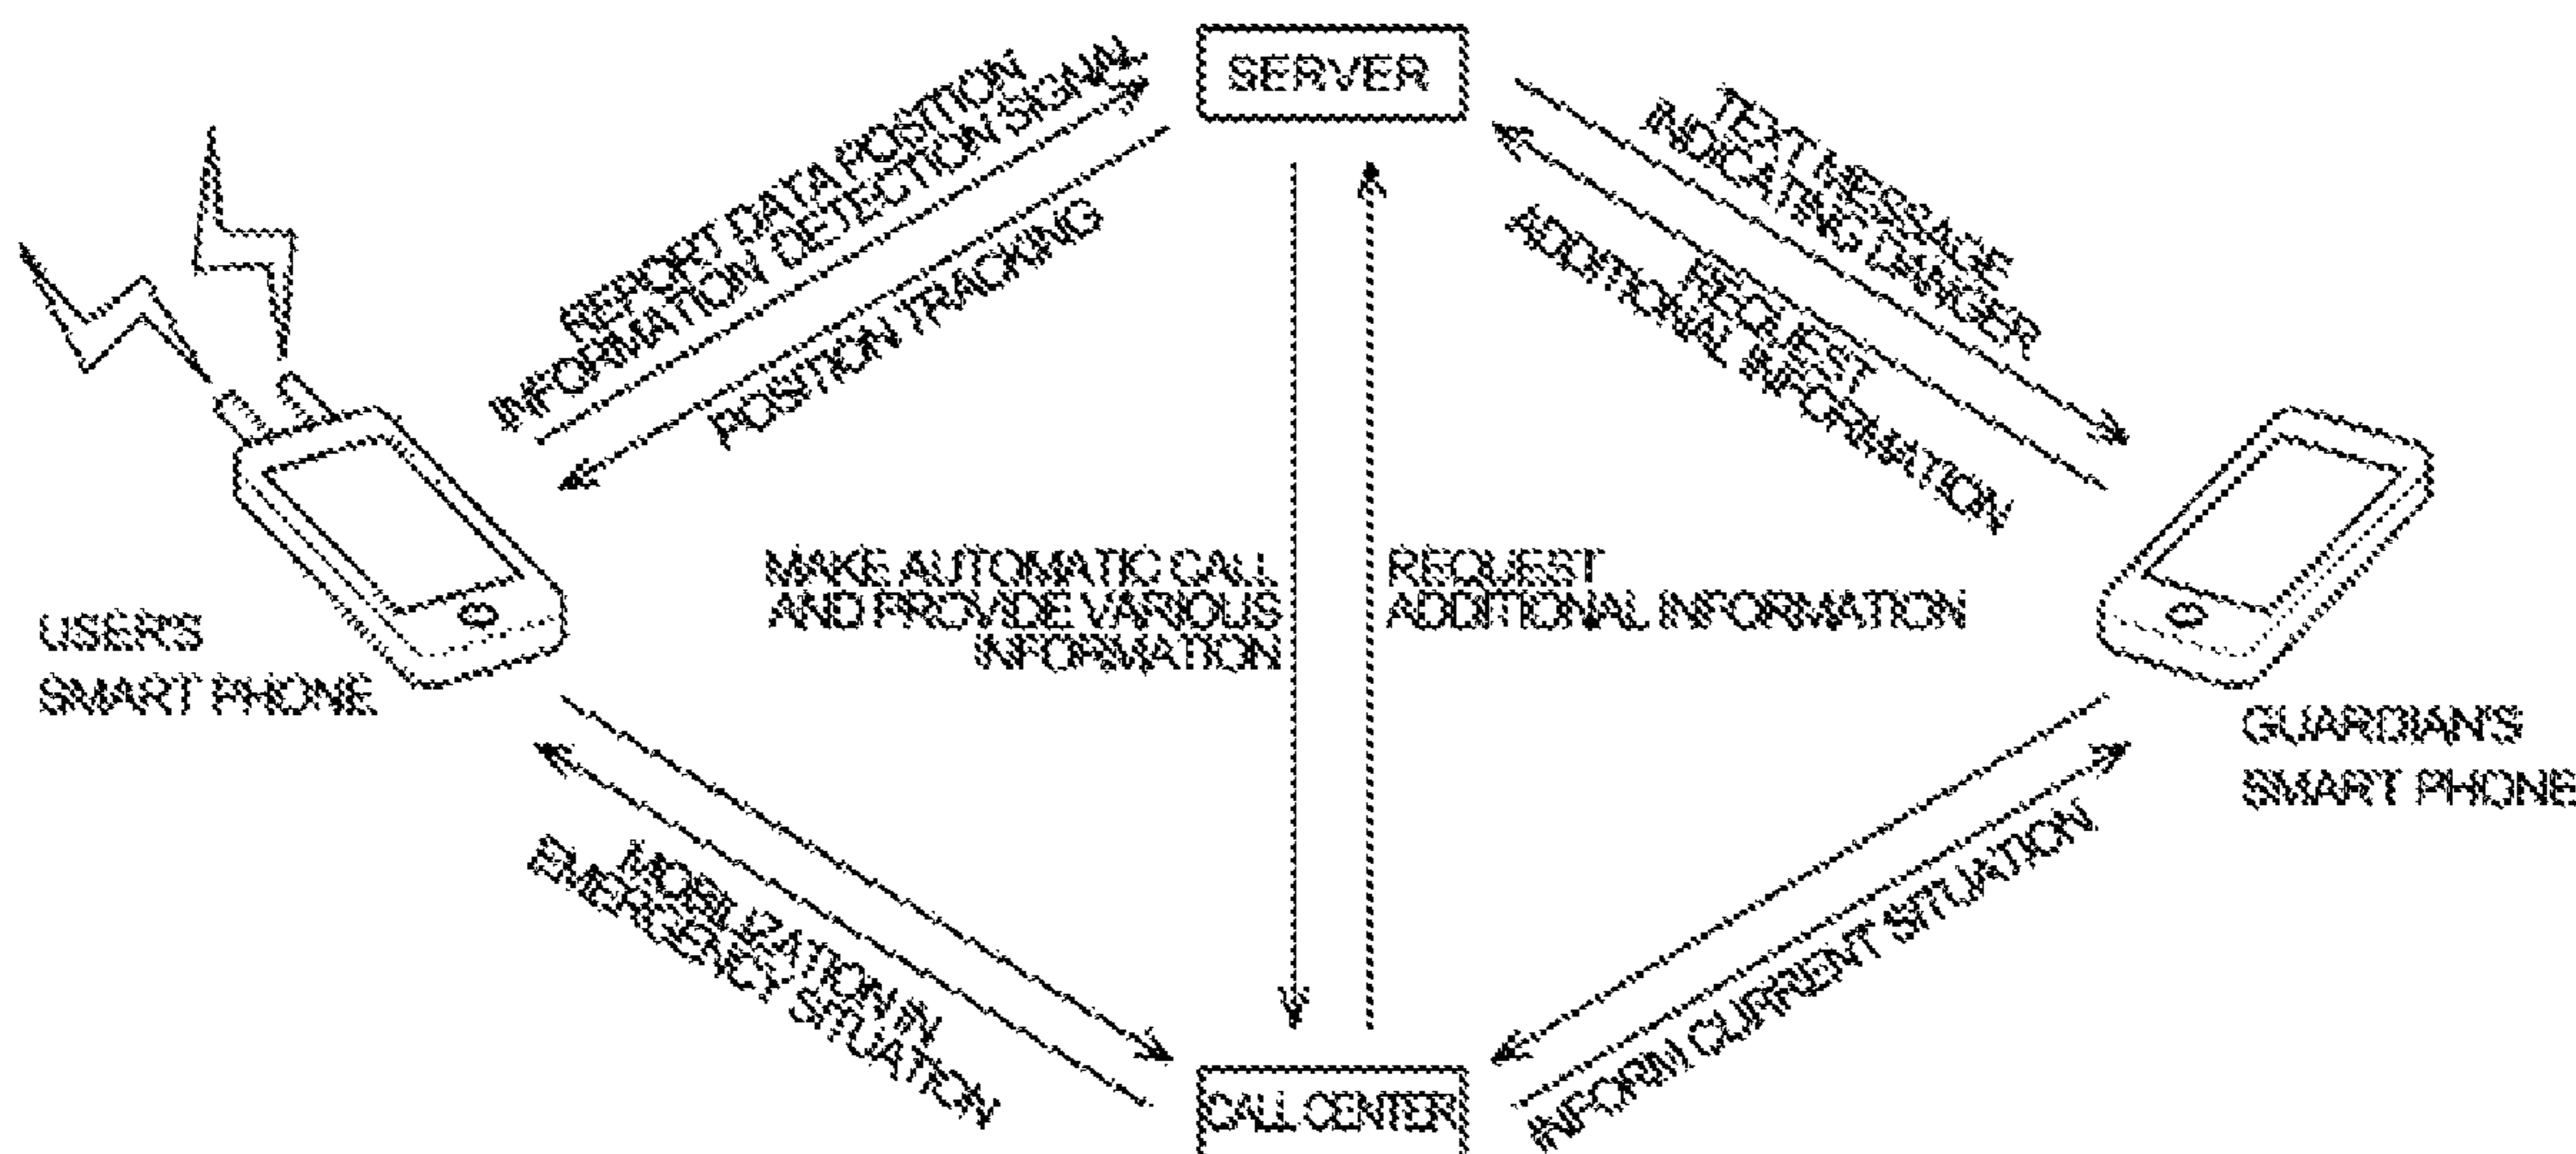 SERVER
REPORT DATA POSITION
INFORMATION DETECTION SIGNAL
POSITION TRACKING
TEXT MESSAGE
INDICATING DANGER
REQUEST
ADDITIONAL INFORMATION
MAKE AUTOMATIC CALL
AND PROVIDE VARIOUS
INFORMATION
REQUEST
ADDITIONAL INFORMATION
USER'S
SMART PHONE
GUARDIAN'S
SMART PHONE
MOBILIZATION IN
EMERGENCY SITUATION
INFORM CURRENT SITUATION
CALL CENTER